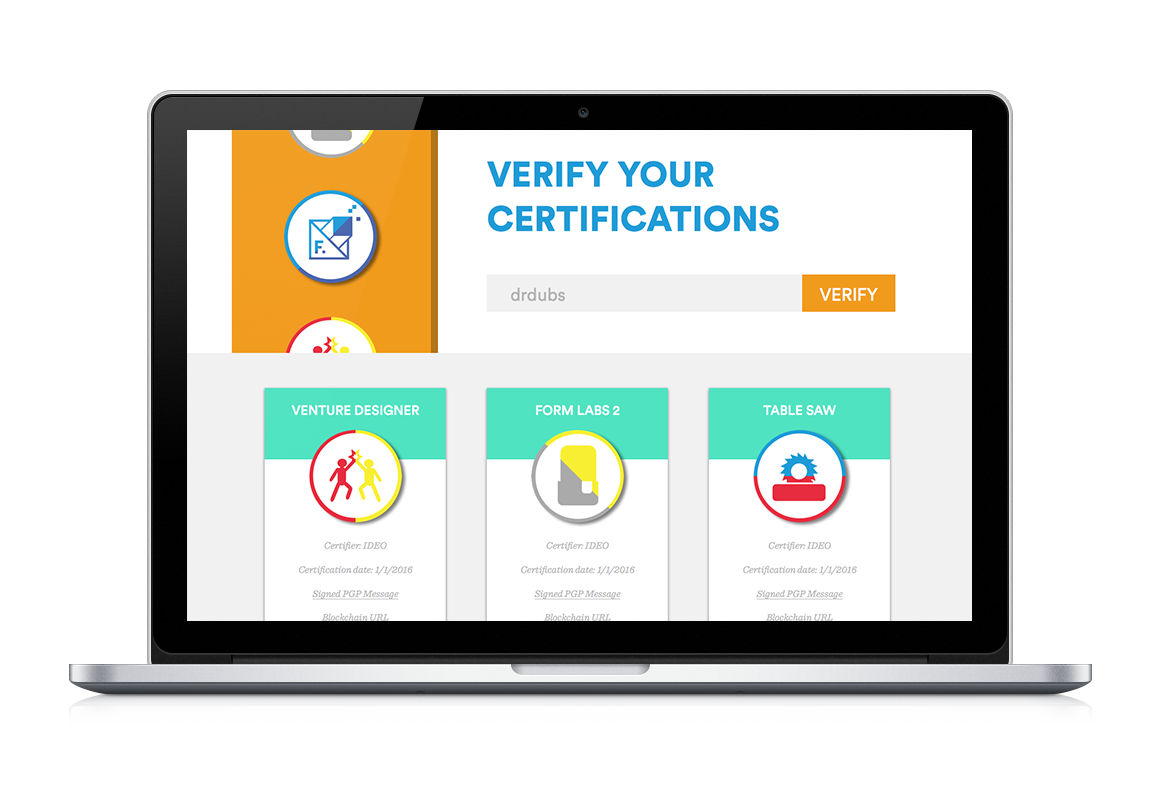 VERIFY YOUR
CERTIFICATIONS
F.
drdubs
VERIFY
VENTURE DESIGNER
FORM LABS 2
TABLE SAW
Certifier: IDEO
Certifier: IDEO
Certifier: IDEO
Certification date: 1/1/2016
Certification date: 1/1/2016
Certification date: 1/1/2016
Signed PGP Message
Signed PGP Message
Signed PGP Message
Blockchain URL
Blockchain URL
Blockchain URL